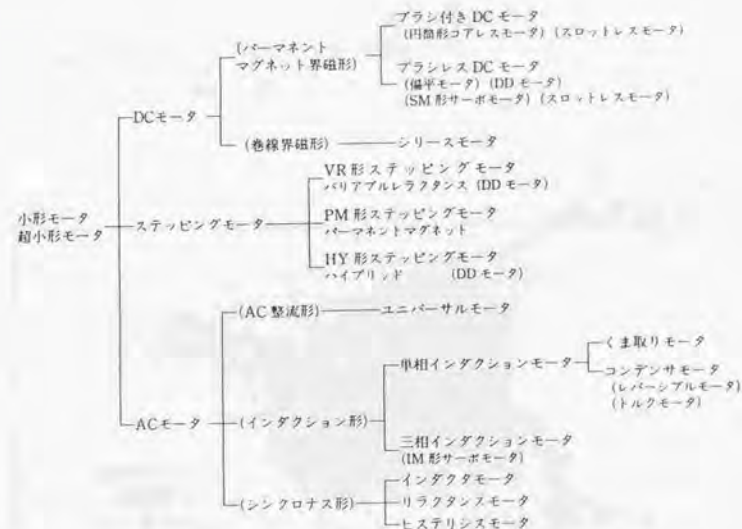 ブラシ付き DC モータ
(円筒形コアレスモータ) (スロットレスモータ)
(パーマネント
マグネット界磁形)
ブラシレス DC モータ
(偏平モータ) (DD モータ)
(SM 形サーボモータ) (スロットレスモータ)
DCモータ
(巻線界磁形)
シリースモータ
VR 形ステッピングモータ
バリアブルレラクタンス (DD モータ)
小形モータ
超小形モータ
ステッピングモータ
PM 形ステッピングモータ
パーマネントマグネット
HY 形ステッピングモータ
ハイブリッド (DD モータ)
(AC 整流形)
ユニバーサルモータ
くま取りモータ
単相インダクションモータ
コンデンサモータ
(レバーシブルモータ)
(トルクモータ)
ACモータ
(インダクション形)
三相インダクションモータ
(IM 形サーボモータ)
インダクタモータ
(シンクロナス形)
リラクタンスモータ
ヒステリシスモータ